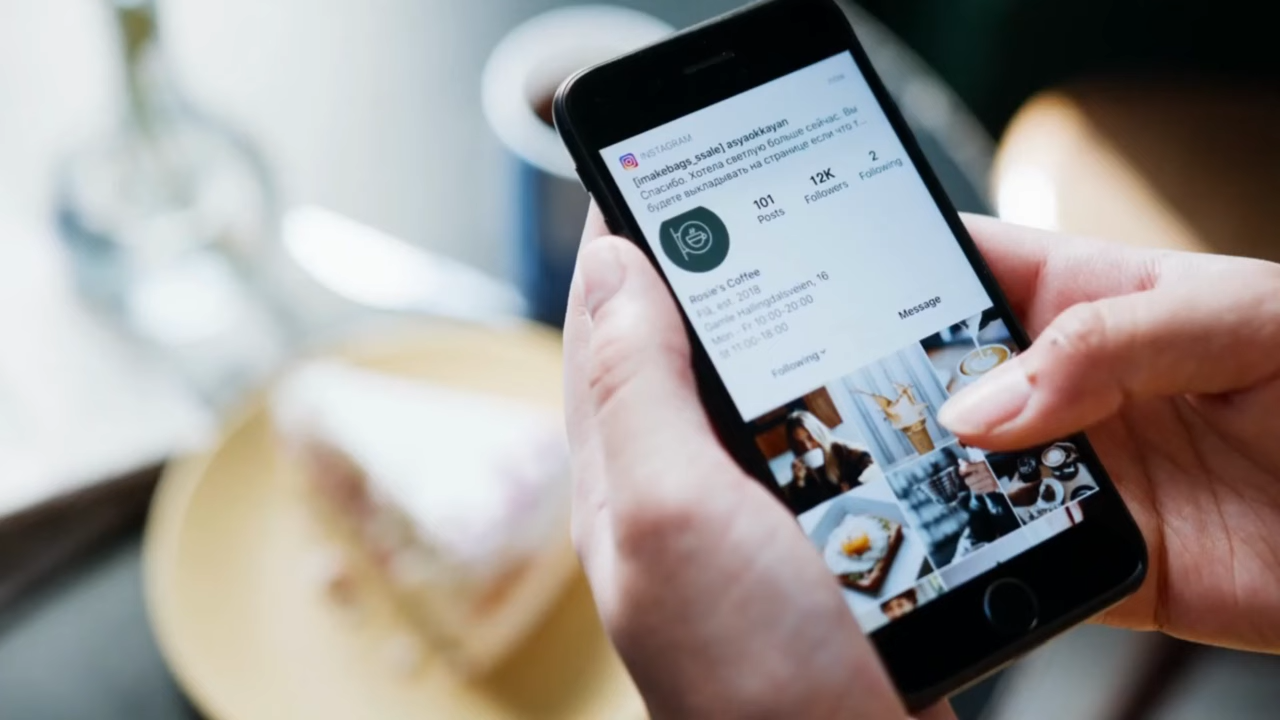 INSTAGRAM
[imakebags_ssale] asyaokkayan
Спасибо. Хотела светлую больше сейчас. Вы
будете выкладывать на странице если что т...
101
Posts
12K
Followers
2
Following
Rosie's Coffee
Flå, est. 2018
Gamle Hallingdalsveien, 16
Mon - Fr 10:00-20:00
11:00-18:00
Message
Following